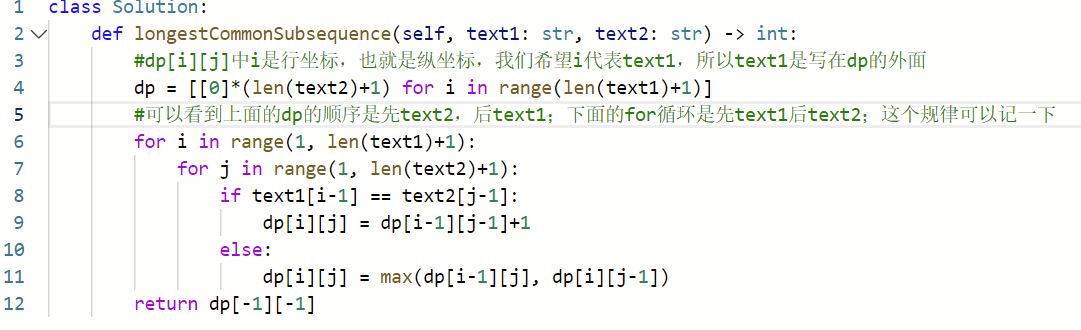 1 class Solution:
2 def longestCommonSubsequence(self, text1: str, text2: str) -> int:
3 #dp[i][j]中i是行坐标，也就是纵坐标，我们希望i代表text1，所以text1是写在dp的外面
4 dp = [[0]*(len(text2)+1) for i in range(len(text1)+1)]
5 #可以看到上面的dp的顺序是先text2，后text1；下面的for循环是先text1后text2；这个规律可以记一下
6 for i in range(1, len(text1)+1):
7 for j in range(1, len(text2)+1):
8 if text1[i-1] == text2[j-1]:
9 dp[i][j] = dp[i-1][j-1]+1
10 else:
11 dp[i][j] = max(dp[i-1][j], dp[i][j-1])
12 return dp[-1][-1]